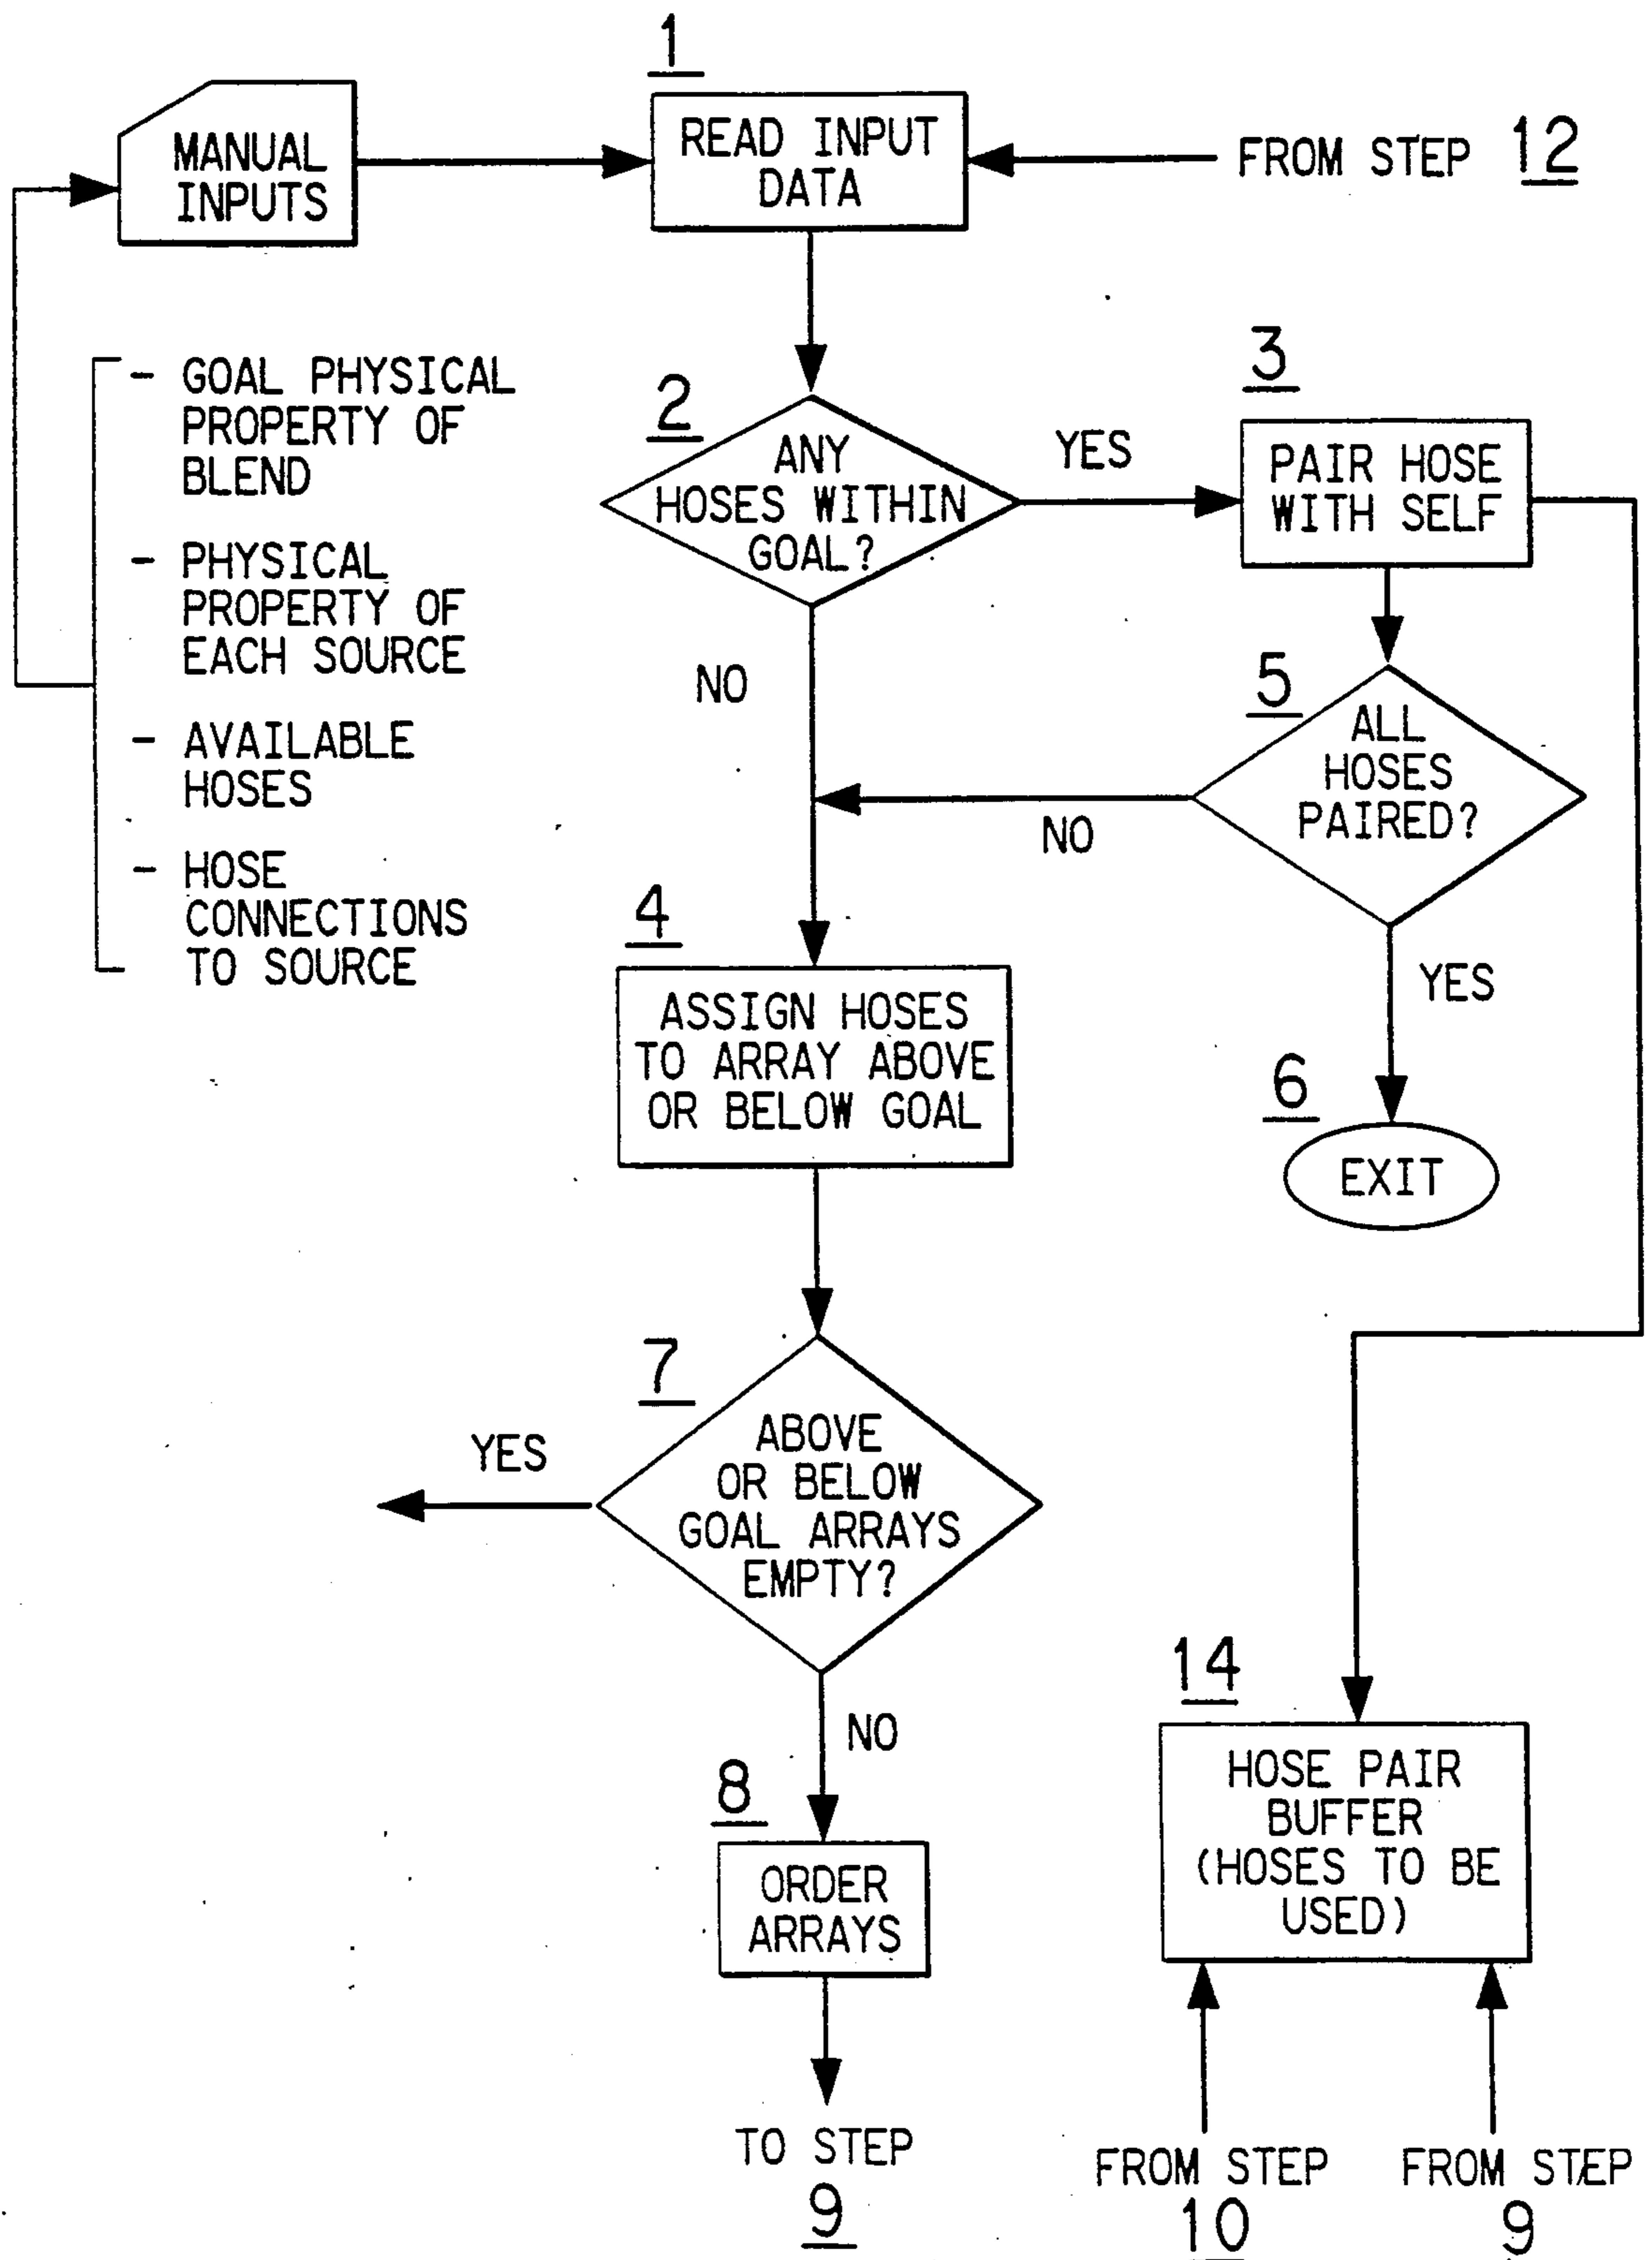 1
MANUAL
INPUTS
READ INPUT
DATA
FROM STEP 12
- GOAL PHYSICAL
PROPERTY OF
BLEND
- PHYSICAL
PROPERTY OF
EACH SOURCE
- AVAILABLE
HOSES
- HOSE
CONNECTIONS
TO SOURCE
2
ANY
HOSES WITHIN
GOAL?
YES
NO
3
PAIR HOSE
WITH SELF
5
ALL
HOSES
PAIRED?
NO
YES
6
EXIT
4
ASSIGN HOSES
TO ARRAY ABOVE
OR BELOW GOAL
7
ABOVE
OR BELOW
GOAL ARRAYS
EMPTY?
YES
NO
8
ORDER
ARRAYS
TO STEP
9
14
HOSE PAIR
BUFFER
(HOSES TO BE
USED)
FROM STEP
10
FROM STEP
9